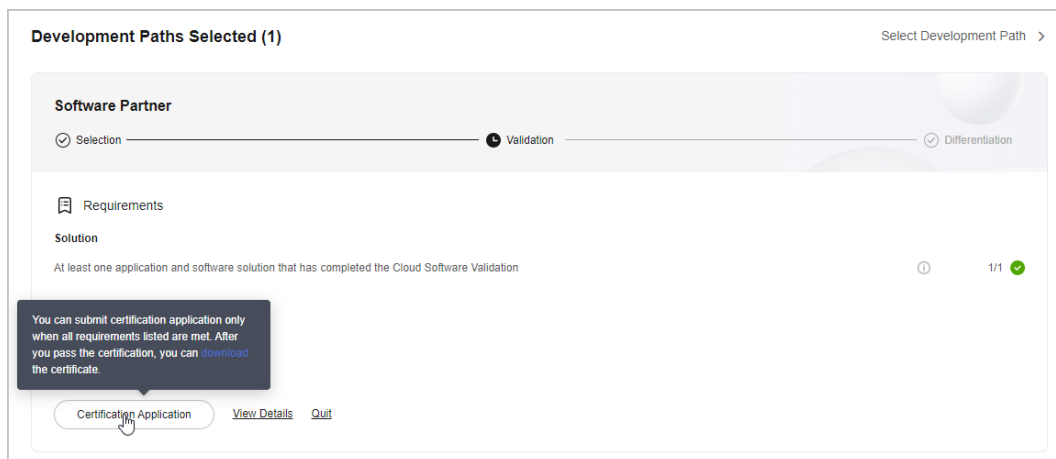 Development Paths Selected (1)
Select Development Path
Software Partner
Selection
Validation
Differentiation
Requirements
Solution
At least one application and software solution that has completed the Cloud Software Validation
1/1
You can submit certification application only
when all requirements listed are met. After
you pass the certification, you can download
the certificate.
Certification Application
View Details
Quit